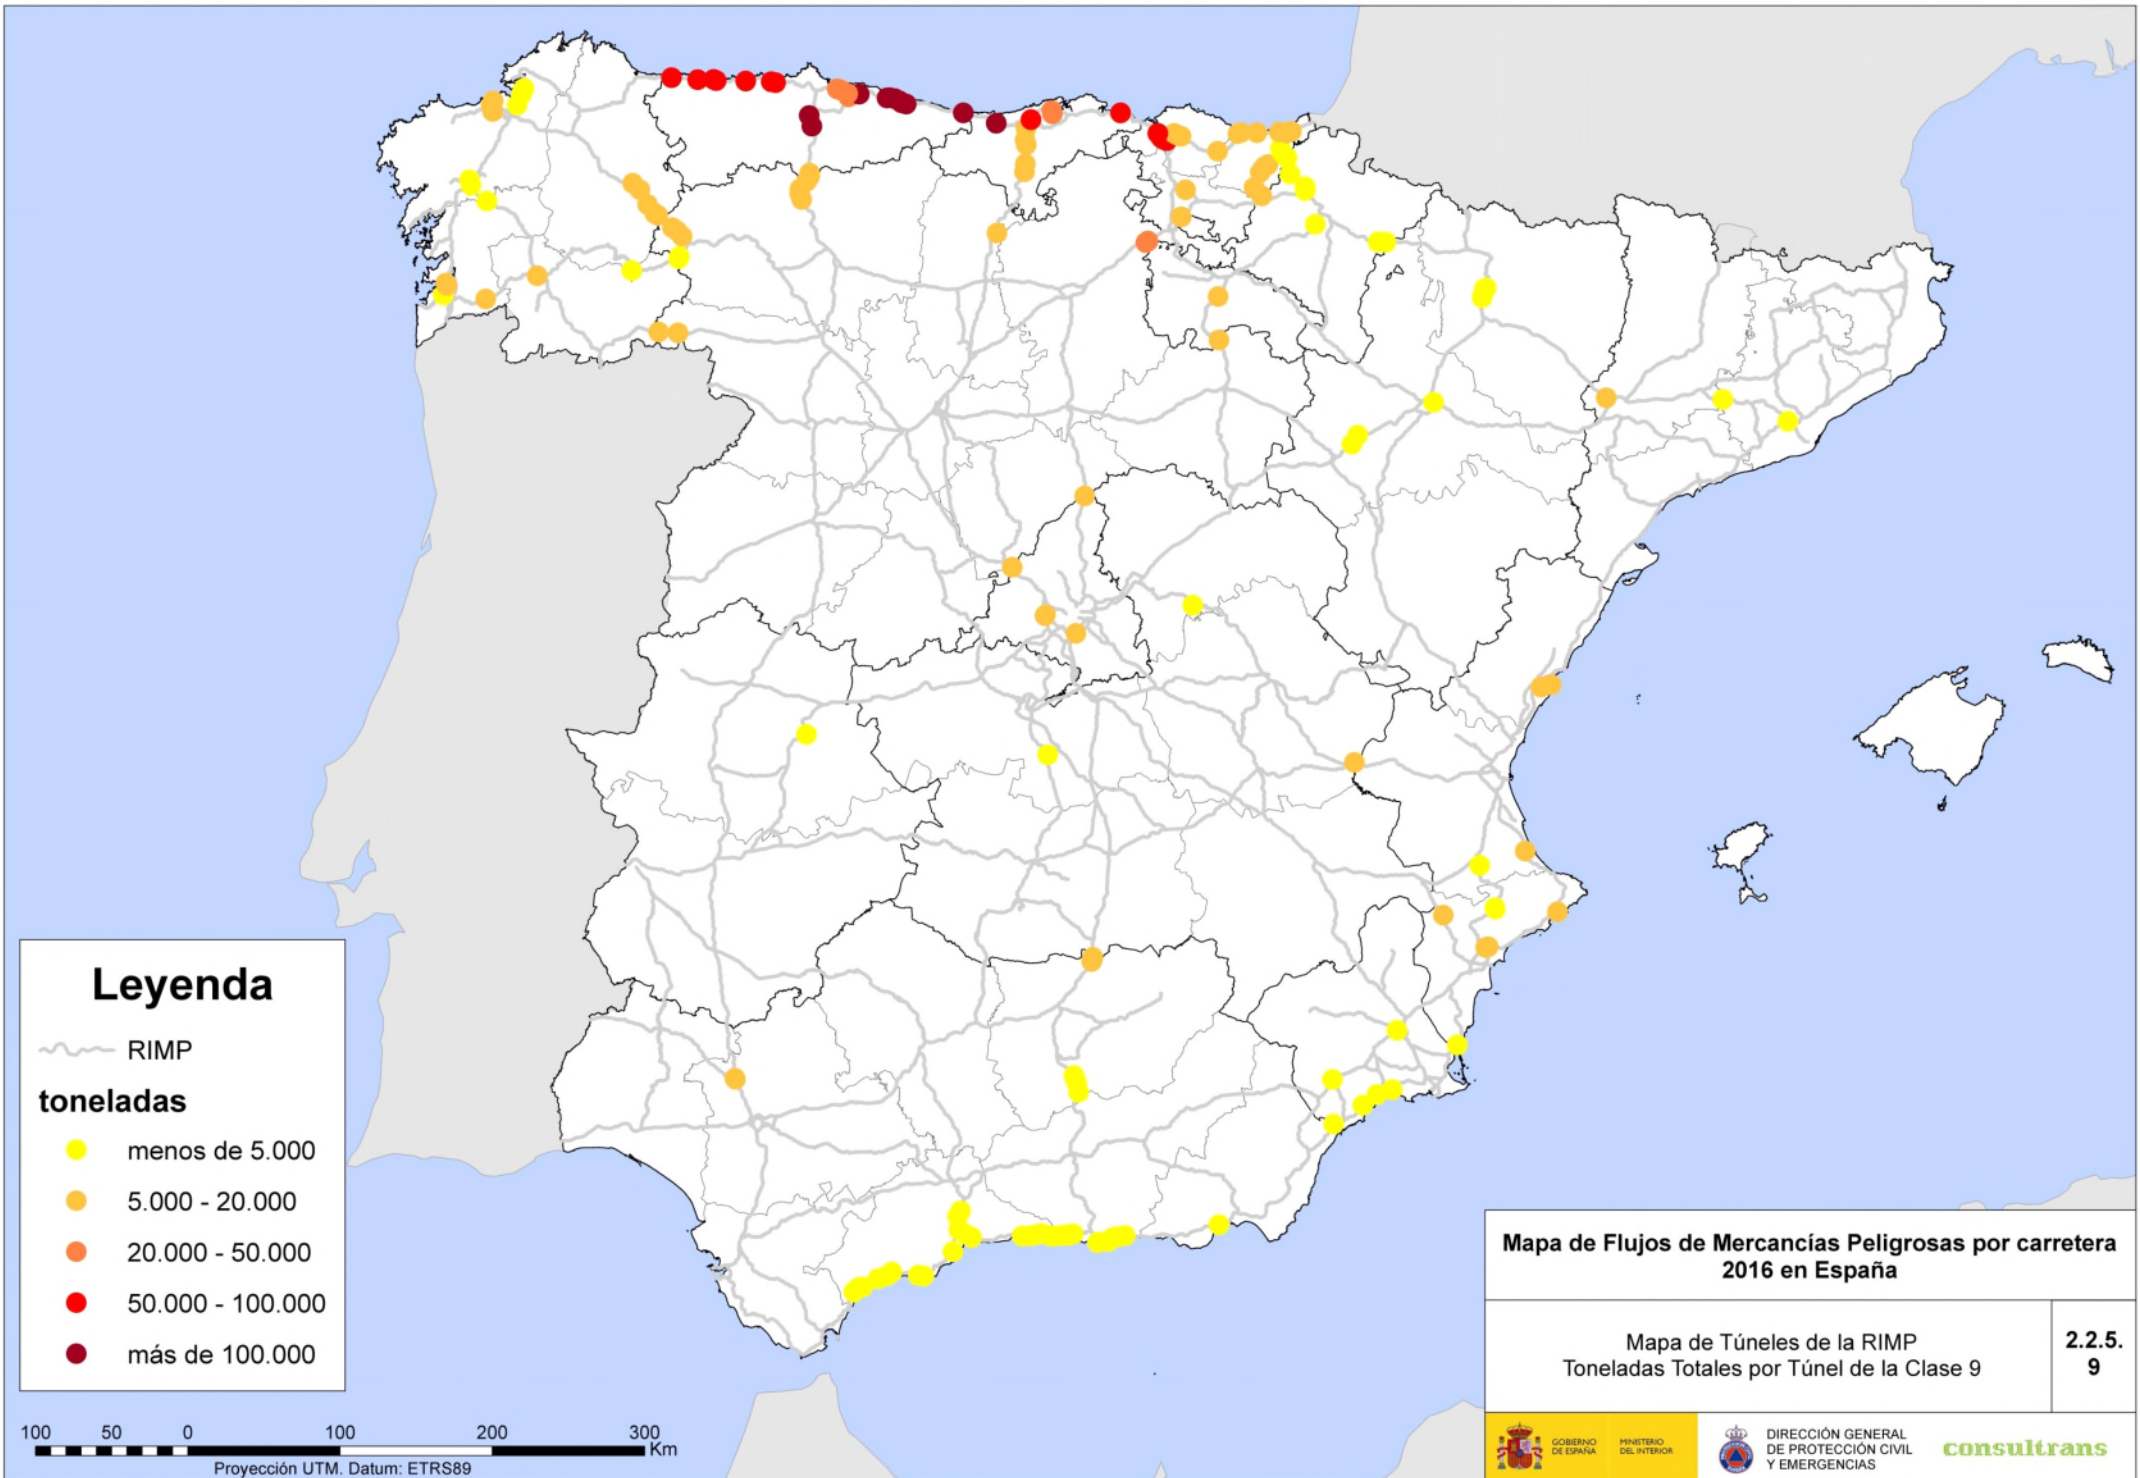 Leyenda
RIMP
toneladas
menos de 5.000
5.000 - 20.000
20.000 - 50.000
50.000 - 100.000
más de 100.000
100 50 0 100 200 300
Km
Proyección UTM. Datum: ETRS89
Mapa de Flujos de Mercancías Peligrosas por carretera
2016 en España
Mapa de Túneles de la RIMP
Toneladas Totales por Túnel de la Clase 9
2.2.5.
9
GOBIERNO
DE ESPAÑA
MINISTERIO
DEL INTERIOR
DIRECCIÓN GENERAL
DE PROTECCIÓN CIVIL
Y EMERGENCIAS
consultrans